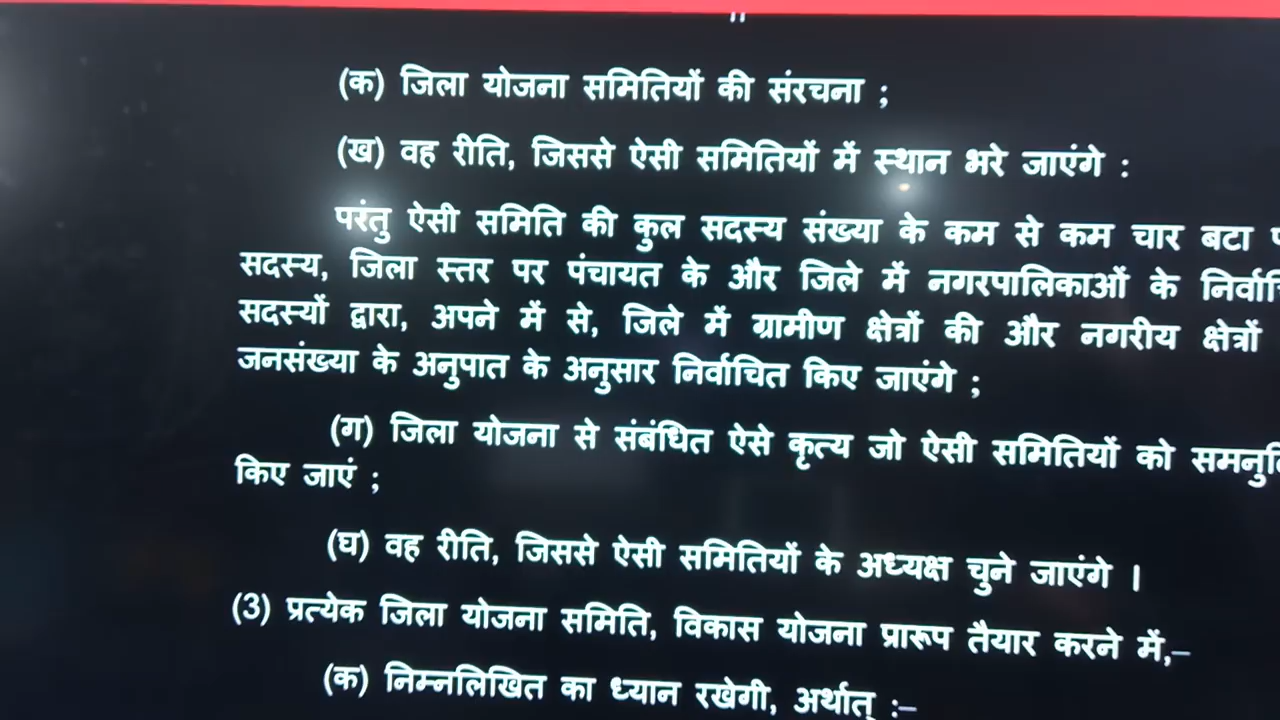 (क) जिला योजना समितियों की संरचना ;
(ख) वह रीति, जिससे ऐसी समितियों में स्थान भरे जाएंगे :
परंतु ऐसी समिति की कुल सदस्य संख्या के कम से कम चार बटा
सदस्य, जिला स्तर पर पंचायत के और जिले में नगरपालिकाओं के
सदस्यों द्वारा, अपने में से, जिले में ग्रामीण क्षेत्रों की और नगरीय क्षेत्रों
जनसंख्या के अनुपात के अनुसार निर्वाचित किए जाएंगे ;
(ग) जिला योजना से संबंधित ऐसे कृत्य जो ऐसी समितियों को
किए जाएं ;
(घ) वह रीति, जिससे ऐसी समितियों के अध्यक्ष चुने जाएंगे ।
(3) प्रत्येक जिला योजना समिति, विकास योजना प्रारूप तैयार करने में,–
(क) निम्नलिखित का ध्यान रखेगी, अर्थात् :–